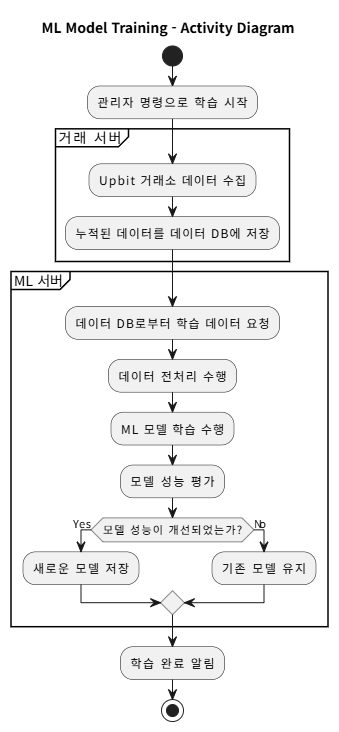 ML Model Training - Activity Diagram
관리자 명령으로 학습 시작
거래 서버
Upbit 거래소 데이터 수집
누적된 데이터를 데이터 DB에 저장
ML 서버
데이터 DB로부터 학습 데이터 요청
데이터 전처리 수행
ML 모델 학습 수행
모델 성능 평가
Yes
모델 성능이 개선되었는가?
No
새로운 모델 저장
기존 모델 유지
학습 완료 알림